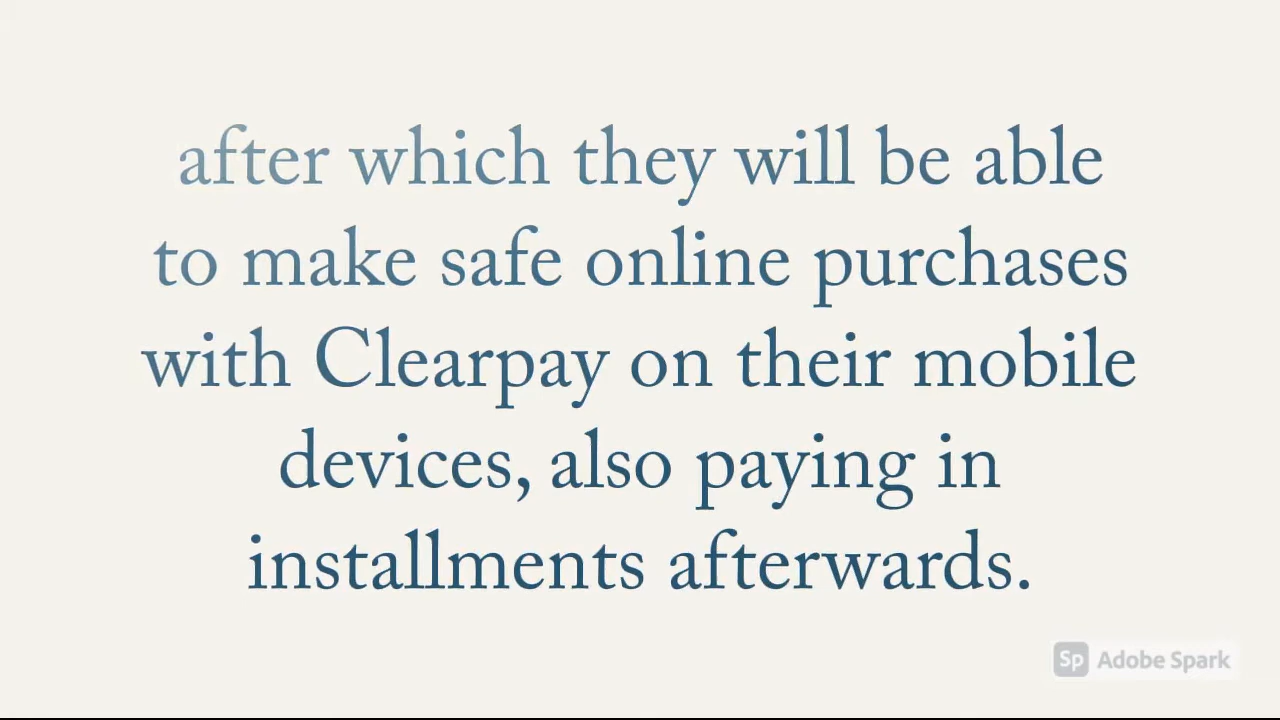 after which they will be able
to make safe online purchases
with Clearpay on their mobile
devices, also paying in
installments afterwards.
Sp Adobe Spark